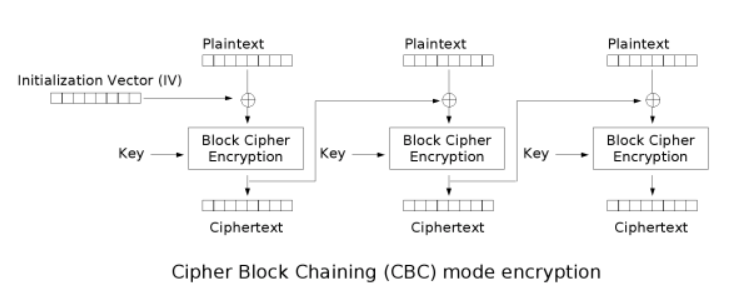 Plaintext
Plaintext
Plaintext
Initialization Vector (IV)
Key
Block Cipher
Encryption
Key
Block Cipher
Encryption
Key
Block Cipher
Encryption
Ciphertext
Ciphertext
Ciphertext
Cipher Block Chaining (CBC) mode encryption